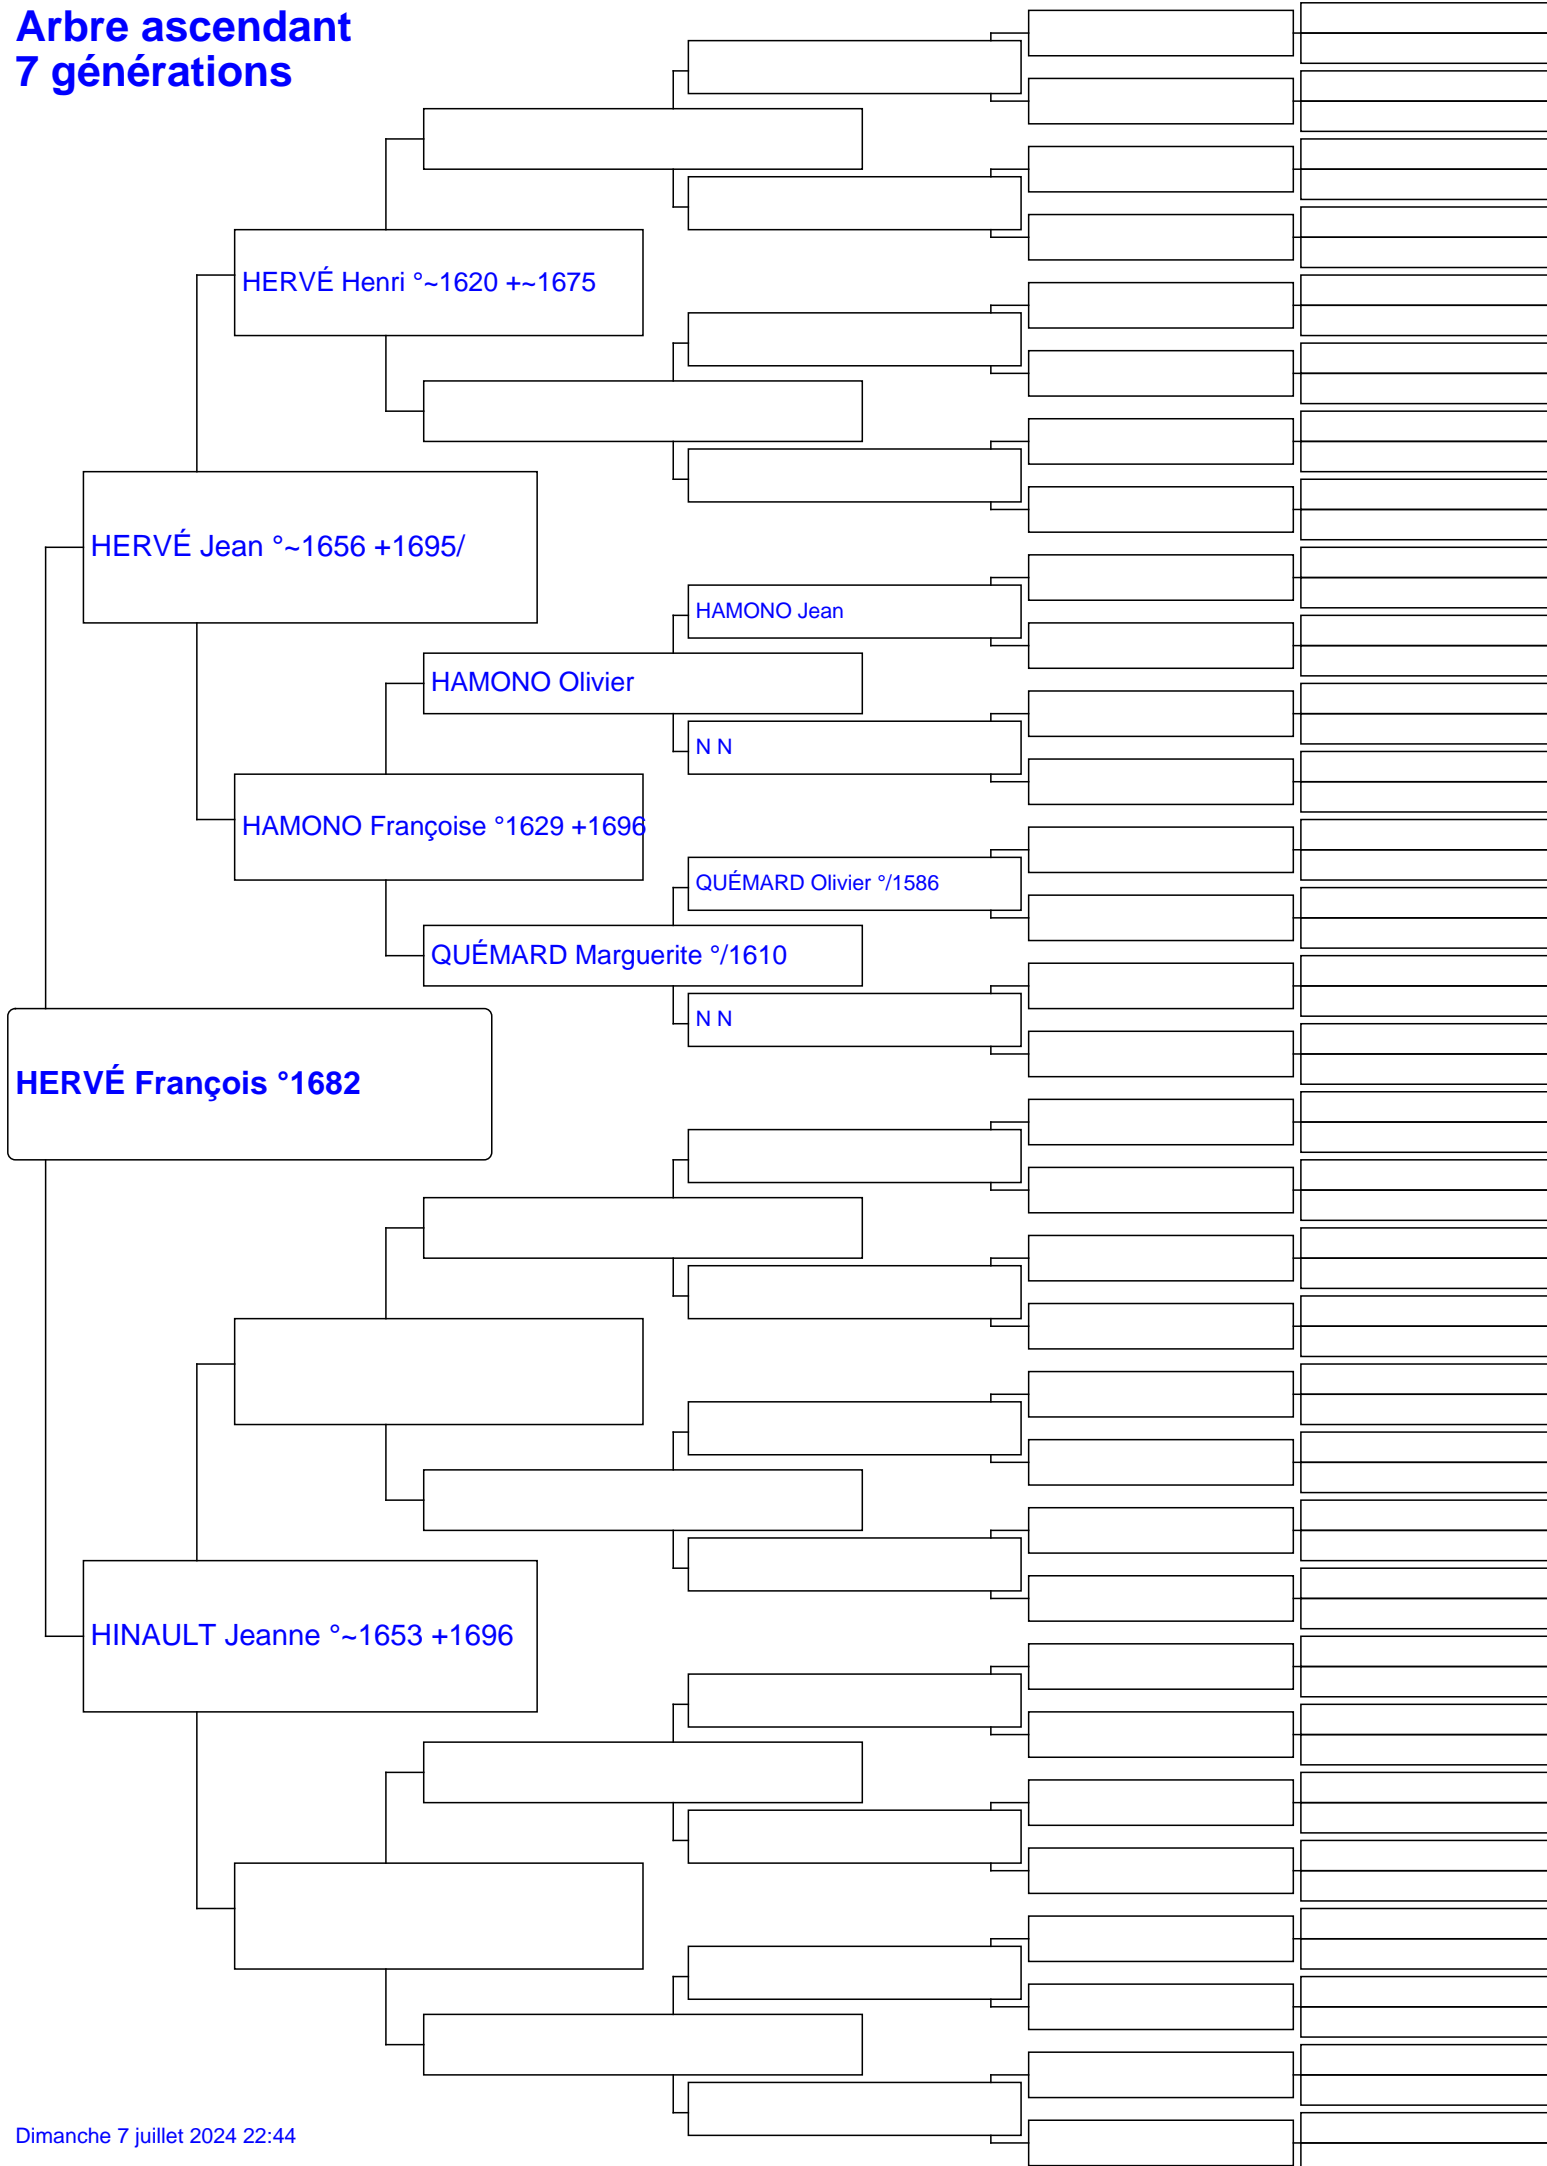 Arbre ascendant
7 générations
HERVÉ Henri °~1620 +~1675
HERVÉ Jean °~1656 +1695/
HAMONO Jean
HAMONO Olivier
N N
HAMONO Françoise °1629 +1696
QUÉMARD Olivier °/1586
QUÉMARD Marguerite °/1610
N N
HERVÉ François °1682
HINAULT Jeanne °~1653 +1696
Dimanche 7 juillet 2024 22:44